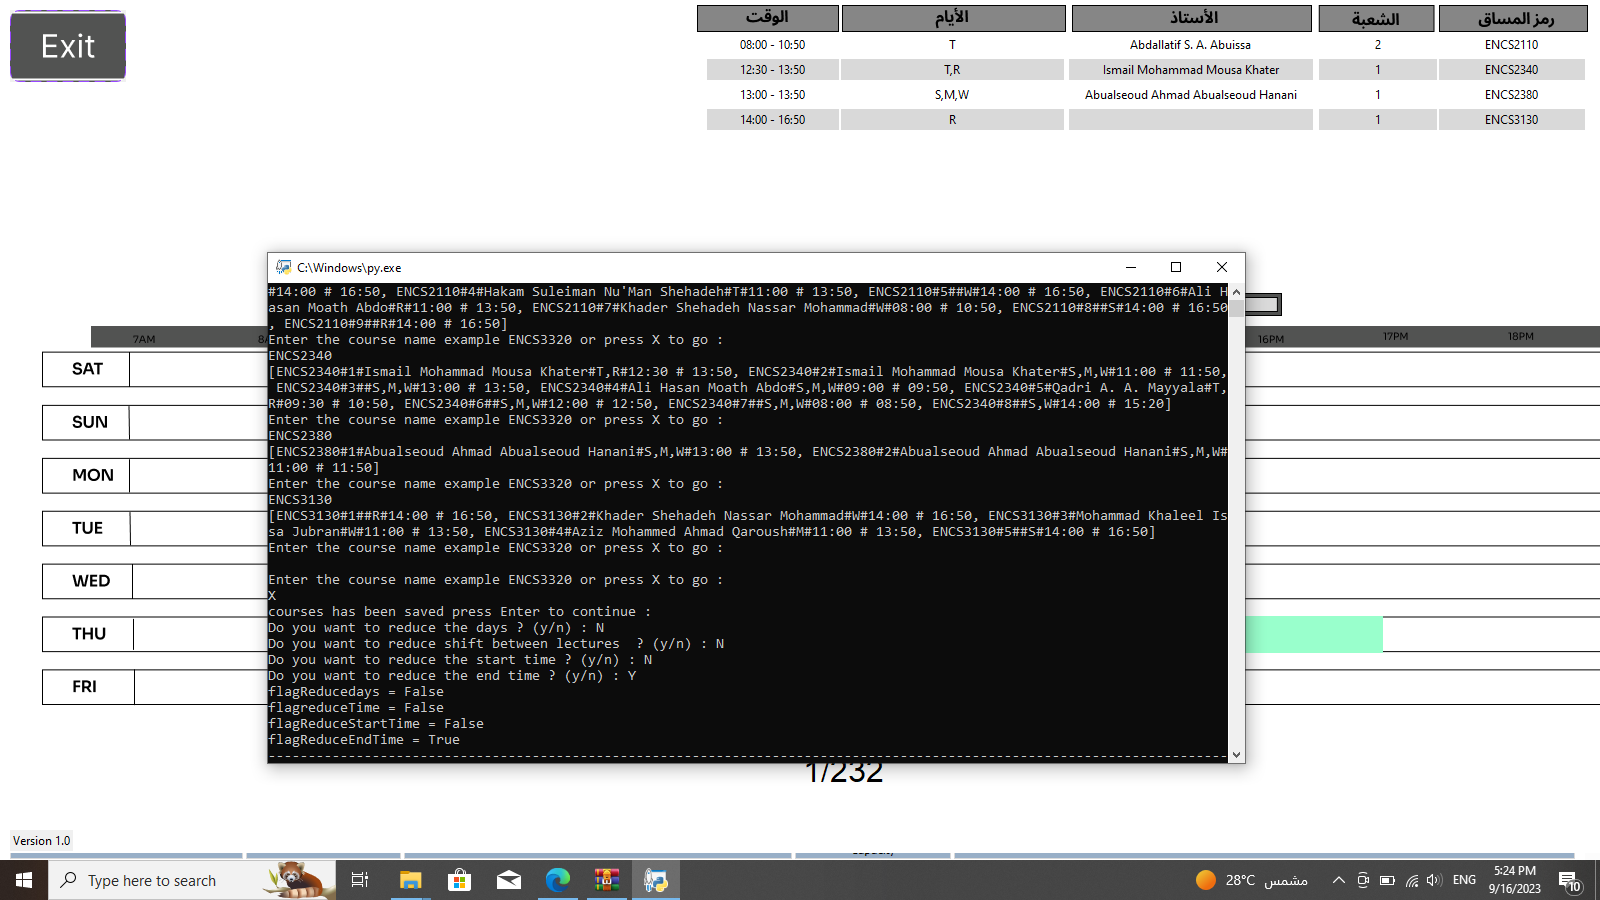 Exit
رمز المساق الشعبة الأستاذ الأيام الوقت
ENCS2110 2 Abdallatif S. A. Abuissa T 08:00 - 10:50
ENCS2340 1 Ismail Mohammad Mousa Khater T,R 12:30 - 13:50
ENCS2380 1 Abualseoud Ahmad Abualseoud Hanani S,M,W 13:00 - 13:50
ENCS3130 1 R 14:00 - 16:50
C:\Windows\py.exe
#14:00 # 16:50, ENCS2110#4#Hakam Suleiman Nu'Man Shehadeh#T#11:00 # 13:50, ENCS2110#5##W#14:00 # 16:50, ENCS2110#6#Ali H
asan Moath Abdo#R#11:00 # 13:50, ENCS2110#7#Khader Shehadeh Nassar Mohammad#W#08:00 # 10:50, ENCS2110#8##S#14:00 # 16:50
, ENCS2110#9##R#14:00 # 16:50]
Enter the course name example ENCS3320 or press X to go :
ENCS2340
[ENCS2340#1#Ismail Mohammad Mousa Khater#T,R#12:30 # 13:50, ENCS2340#2#Ismail Mohammad Mousa Khater#S,M,W#11:00 # 11:50,
ENCS2340#3##S,M,W#13:00 # 13:50, ENCS2340#4#Ali Hasan Moath Abdo#S,M,W#09:00 # 09:50, ENCS2340#5#Qadri A. A. Mayyala#T,
R#09:30 # 10:50, ENCS2340#6##S,M,W#12:00 # 12:50, ENCS2340#7##S,M,W#08:00 # 08:50, ENCS2340#8##S,W#14:00 # 15:20]
Enter the course name example ENCS3320 or press X to go :
ENCS2380
[ENCS2380#1#Abualseoud Ahmad Abualseoud Hanani#S,M,W#13:00 # 13:50, ENCS2380#2#Abualseoud Ahmad Abualseoud Hanani#S,M,W#
11:00 # 11:50]
Enter the course name example ENCS3320 or press X to go :
ENCS3130
[ENCS3130#1##R#14:00 # 16:50, ENCS3130#2#Khader Shehadeh Nassar Mohammad#W#14:00 # 16:50, ENCS3130#3#Mohammad Khaleel Is
sa Jubran#W#11:00 # 13:50, ENCS3130#4#Aziz Mohammed Ahmad Qaroush#M#11:00 # 13:50, ENCS3130#5##S#14:00 # 16:50]
Enter the course name example ENCS3320 or press X to go :
Enter the course name example ENCS3320 or press X to go :
X
courses has been saved press Enter to continue :
Do you want to reduce the days ? (y/n) : N
Do you want to reduce shift between lectures  ? (y/n) : N
Do you want to reduce the start time ? (y/n) : N
Do you want to reduce the end time ? (y/n) : Y
flagReducedays = False
flagreduceTime = False
flagReduceStartTime = False
flagReduceEndTime = True
7AM 16PM 17PM 18PM
SAT
SUN
MON
TUE
WED
THU
FRI
1/232
Version 1.0
Type here to search
28°C مشمس
ENG
5:24 PM
9/16/2023
10